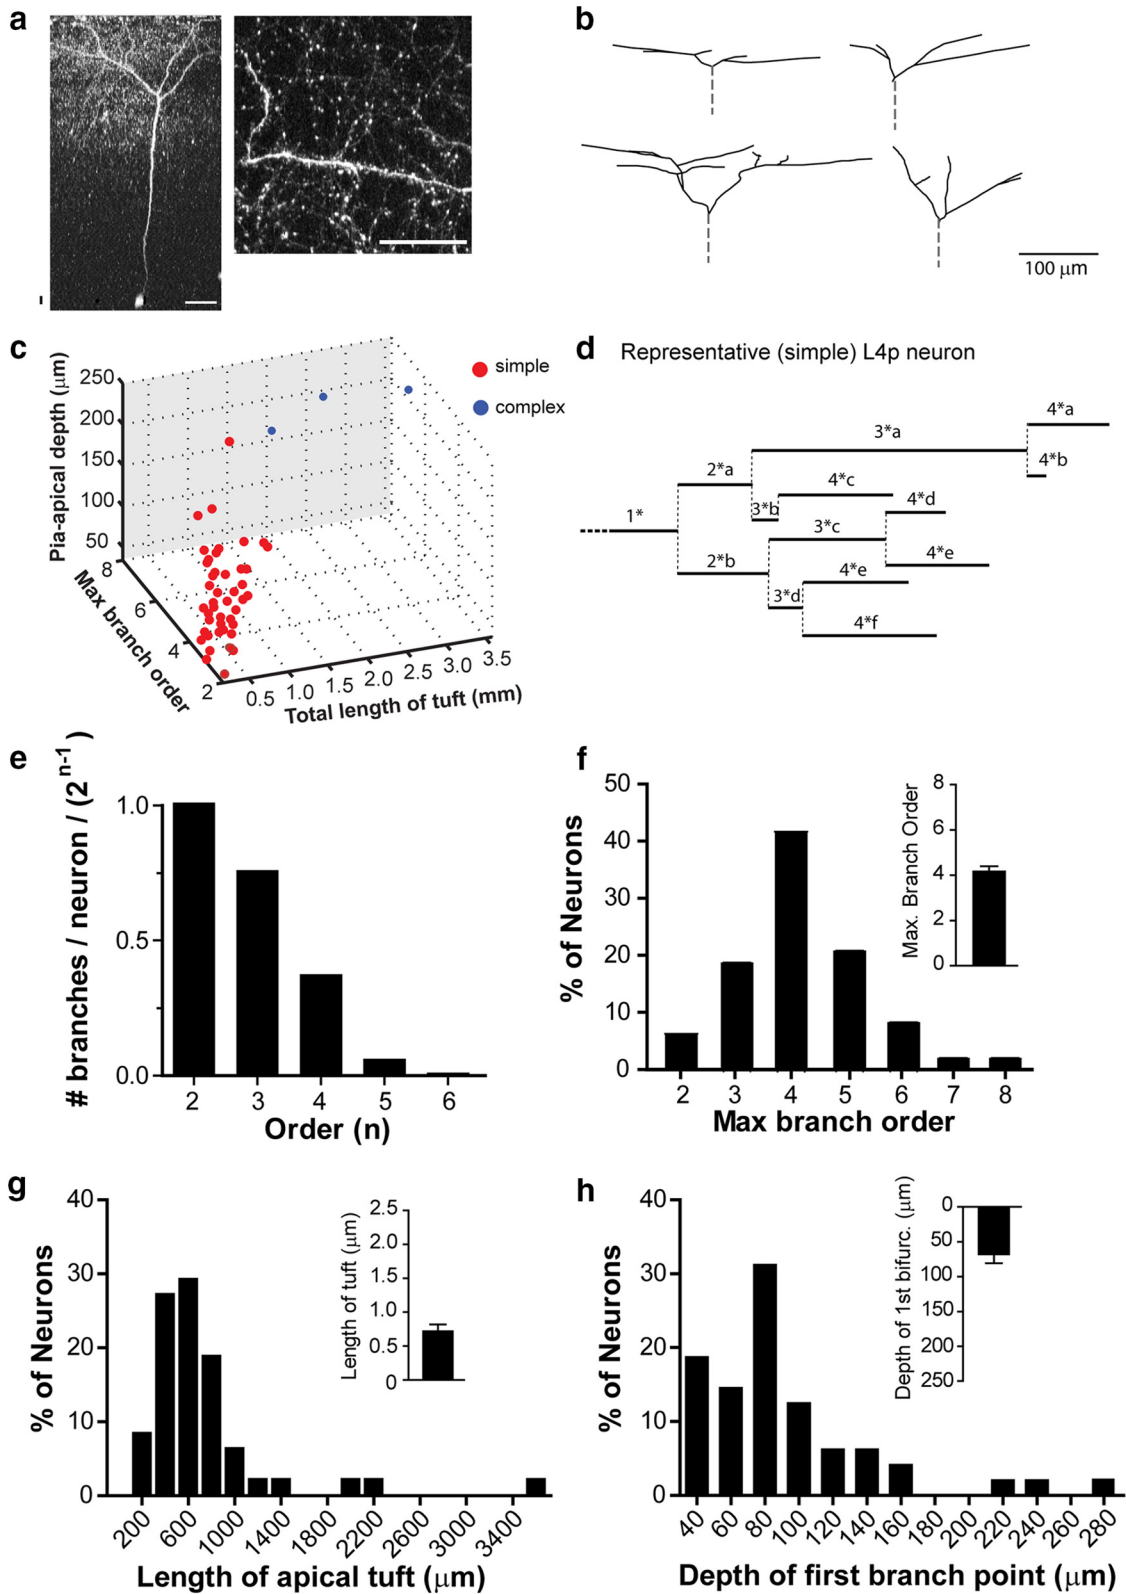 a
b
100 μm
c
Pia-apical depth (μm)
250
200
150
100
50
8
6
4
2
Max branch order
0.5
1.0
1.5
2.0
2.5
3.0
3.5
Total length of tuft (mm)
simple
complex
d
Representative (simple) L4p neuron
1*
2*a
2*b
3*a
3*b
3*c
3*d
4*a
4*b
4*c
4*d
4*e
4*e
4*f
e
# branches / neuron / (2^n-1)
1.0
0.5
0.0
2 3 4 5 6
Order (n)
f
% of Neurons
50
40
30
20
10
0
2 3 4 5 6 7 8
Max branch order
Max. Branch Order
8
6
4
2
0
g
% of Neurons
40
30
20
10
0
200 600 1000 1400 1800 2200 2600 3000 3400
Length of apical tuft (μm)
Length of tuft (μm)
2.5
2.0
1.5
1.0
0.5
0
h
% of Neurons
40
30
20
10
0
40 60 80 100 120 140 160 180 200 220 240 260 280
Depth of first branch point (μm)
Depth of 1st bifurc. (μm)
0
50
100
150
200
250